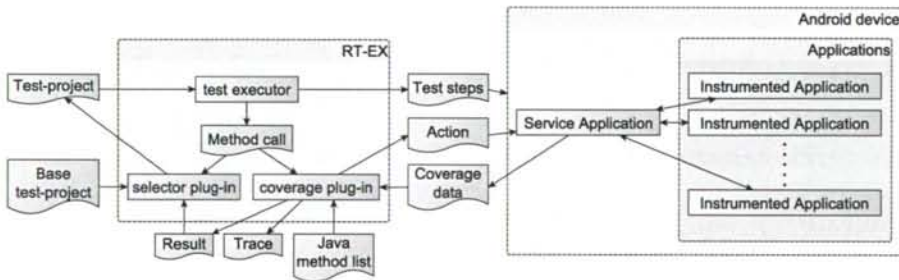 Android device
RT-EX
Applications
Test-project
test executor
Test steps
Instrumented Application
Method call
Action
Service Application
Instrumented Application
Base
test-project
selector plug-in
coverage plug-in
Coverage
data
Instrumented Application
Result
Trace
Java
method list